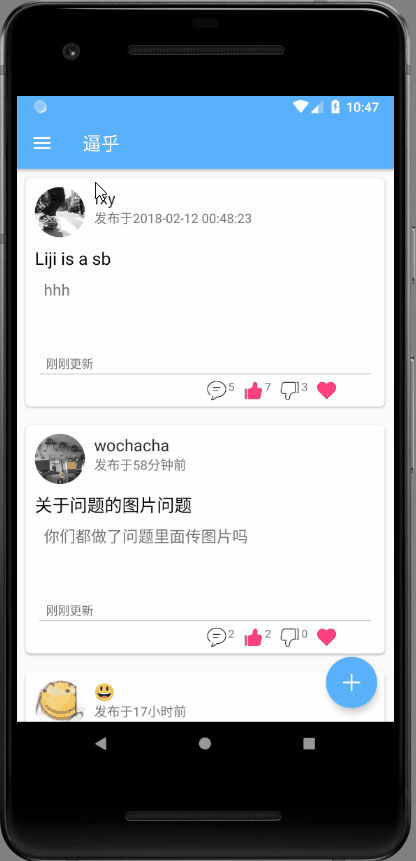 10:47
逼乎
rxy
发布于2018-02-12 00:48:23
Liji is a sb
hhh
刚刚更新
5 7 3
wochacha
发布于58分钟前
关于问题的图片问题
你们都做了问题里面传图片吗
刚刚更新
2 2 0
😃
发布于17小时前